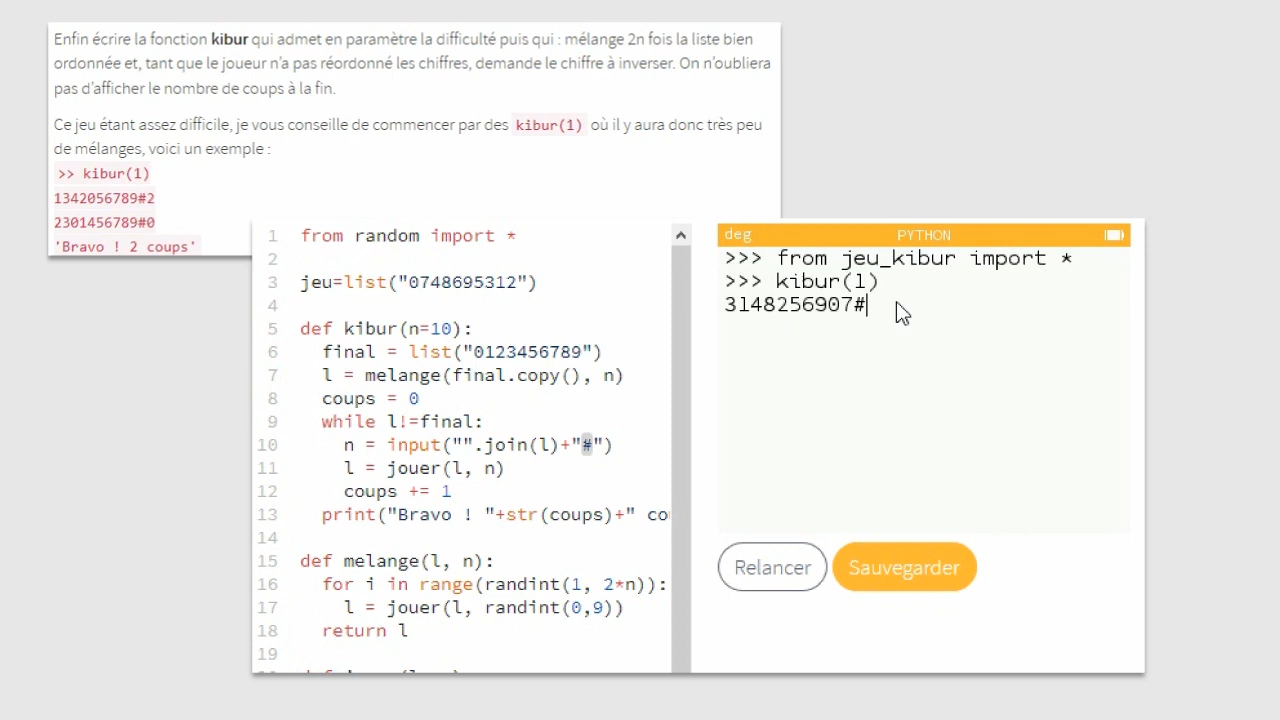 Enfin écrire la fonction kibur qui admet en paramètre la difficulté puis qui : mélange 2n fois la liste bien
ordonnée et, tant que le joueur n'a pas réordonné les chiffres, demande le chiffre à inverser. On n'oubliera
pas d'afficher le nombre de coups à la fin.
Ce jeu étant assez difficile, je vous conseille de commencer par des kibur(1) où il y aura donc très peu
de mélanges, voici un exemple :
>> kibur(1)
1342056789#2
2301456789#0
'Bravo ! 2 coups'
1 from random import *
2
3 jeu=list("0748695312")
4
5 def kibur(n=10):
6 final = list("0123456789")
7 l = melange(final.copy(), n)
8 coups = 0
9 while l!=final:
10 n = input("".join(l)+"#")
11 l = jouer(l, n)
12 coups += 1
13 print("Bravo ! "+str(coups)+" co
14
15 def melange(l, n):
16 for i in range(randint(1, 2*n)):
17 l = jouer(l, randint(0,9))
18 return l
19
deg PYTHON
>>> from jeu_kibur import *
>>> kibur(1)
3148256907#
Relancer Sauvegarder